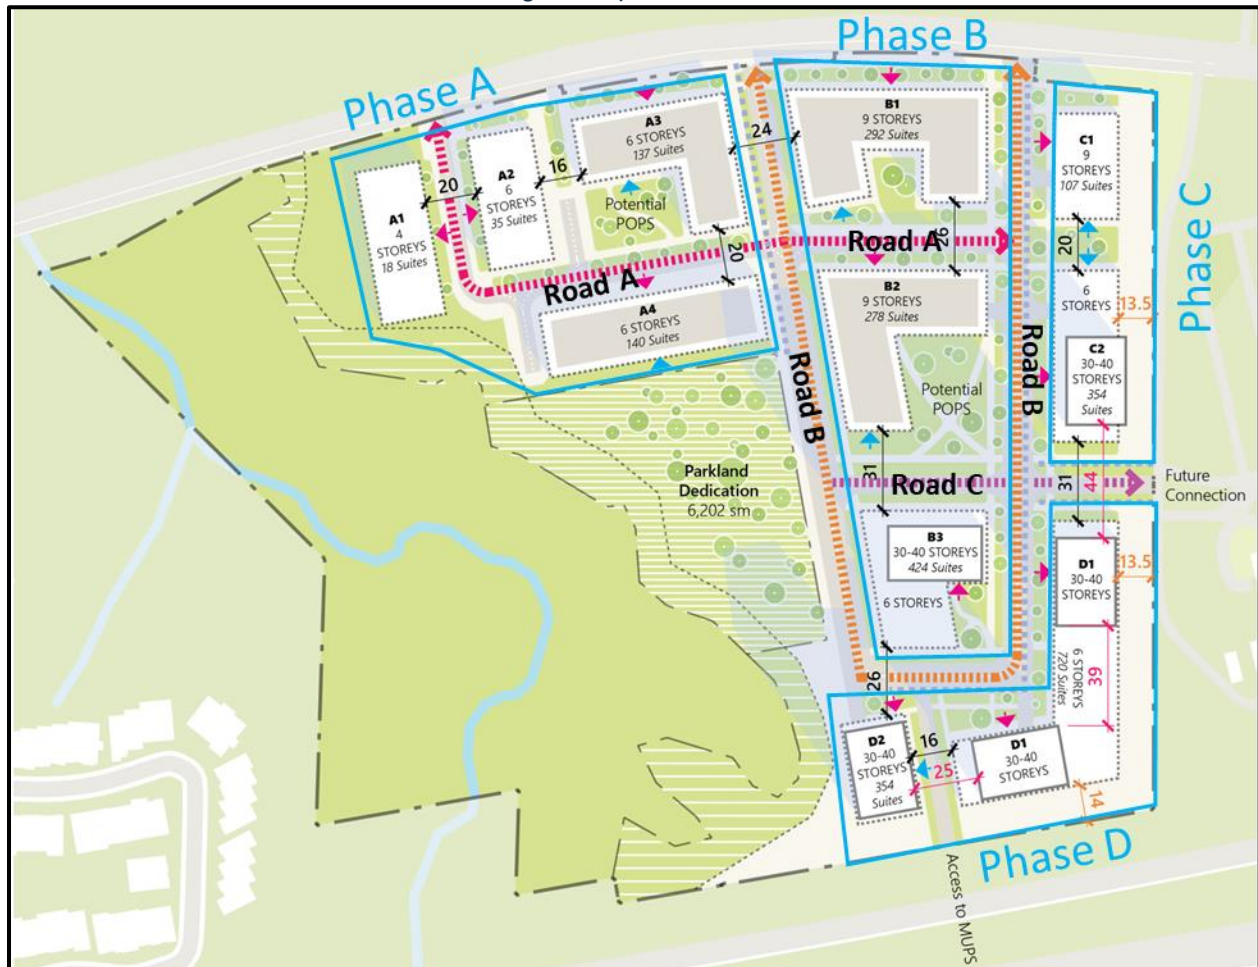 Phase A
Phase B
Phase C
Phase D
A1
4
STOREYS
18 Suites
20
A2
6
STOREYS
35 Suites
16
A3
6 STOREYS
137 Suites
Potential
POPS
24
20
Road A
A4
6 STOREYS
140 Suites
B1
9 STOREYS
292 Suites
26
Road A
B2
9 STOREYS
278 Suites
Potential
POPS
Road B
Road B
31
Road C
B3
30-40 STOREYS
424 Suites
6 STOREYS
26
C1
9
STOREYS
107 Suites
20
6
STOREYS
13.5
C2
30-40
STOREYS
354
Suites
31
44
Future
Connection
Parkland
Dedication
6,202 sm
D1
30-40
STOREYS
13.5
6 STOREYS
720 Suites
39
D2
30-40
STOREYS
354
Suites
16
25
D1
30-40
STOREYS
14
Access to MUPS